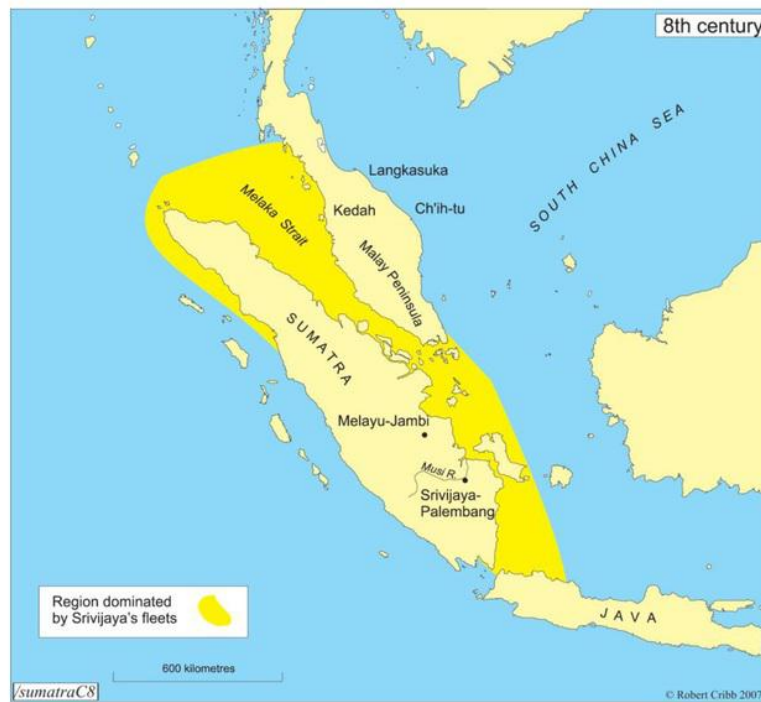 8th century
SOUTH CHINA SEA
Langkasuka
Melaka Strait
Kedah
Ch'ih-tu
Malay Peninsula
SUMATRA
Melayu-Jambi
Musi R.
Srivijaya-
Palembang
Region dominated
by Srivijaya's fleets
JAVA
600 kilometres
/sumatraC8
© Robert Cribb 2007